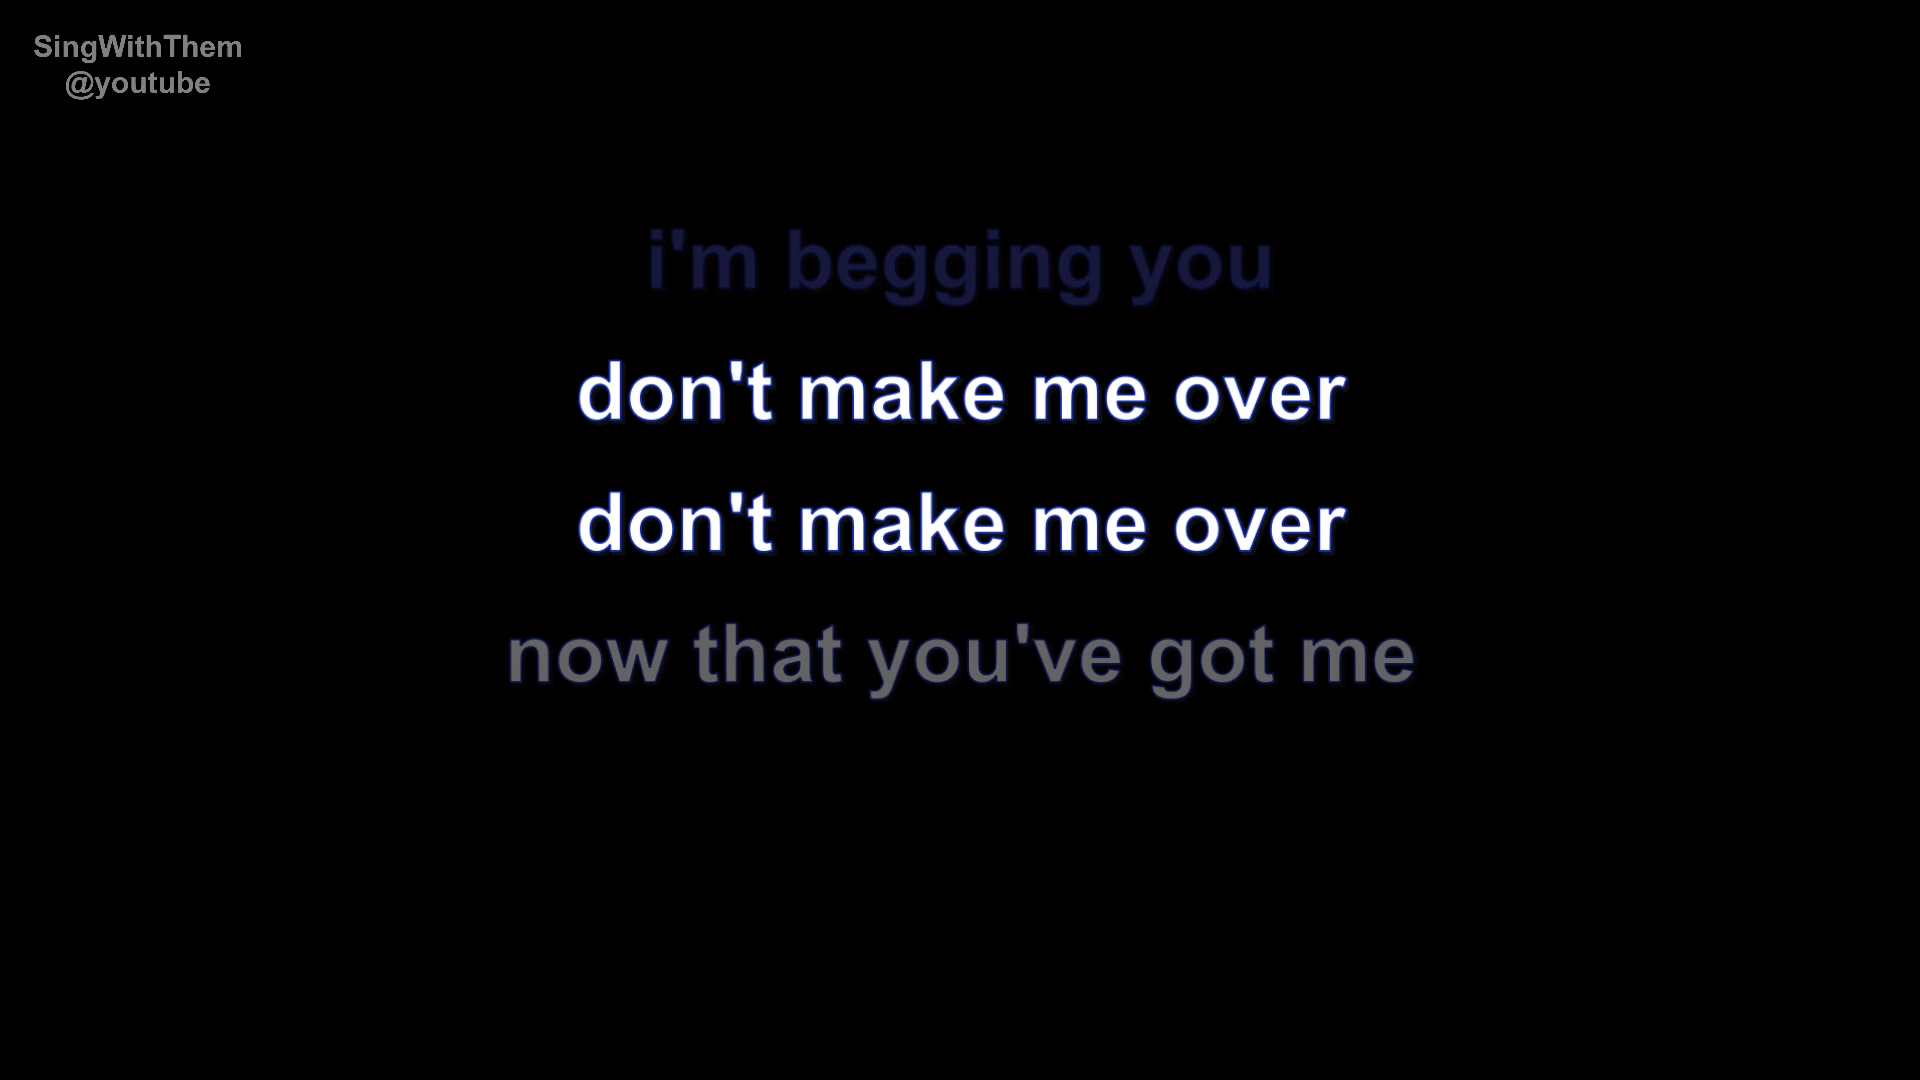 SingWithThem
@youtube
i'm begging you
don't make me over
don't make me over
now that you've got me